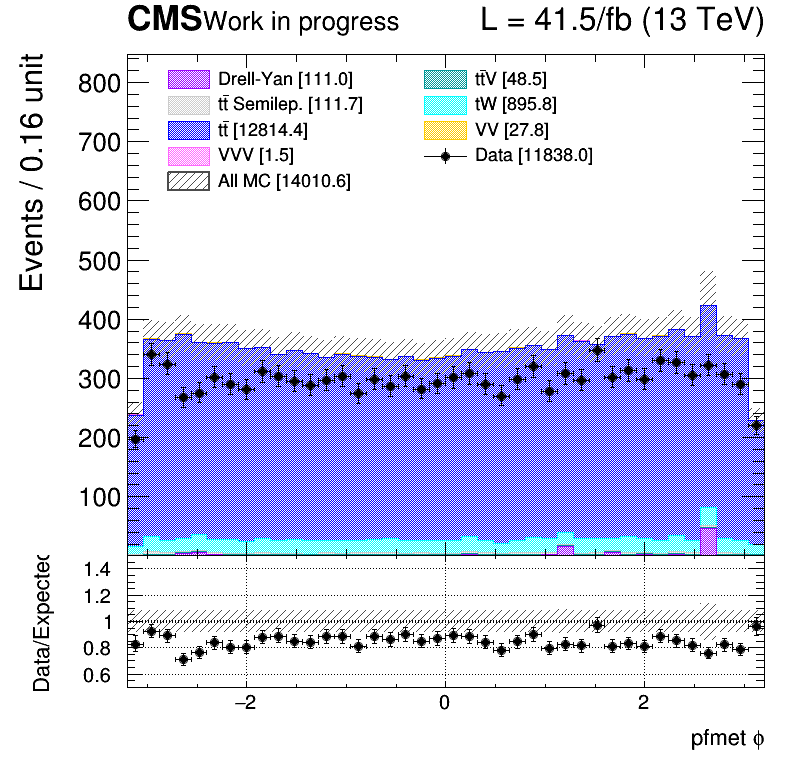 CMS Work in progress L = 41.5/fb (13 TeV)
Events / 0.16 unit
800
700
600
500
400
300
200
100
Drell-Yan [111.0]
tt̄ Semilep. [111.7]
tt̄ [12814.4]
VVV [1.5]
All MC [14010.6]
tt̄V [48.5]
tW [895.8]
VV [27.8]
Data [11838.0]
Data/Expected
1.4
1.2
1
0.8
0.6
−2 0 2
pfmet ϕ